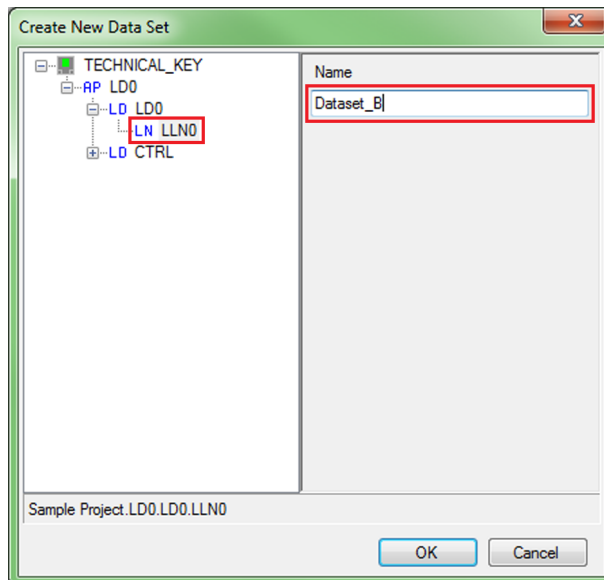 Create New Data Set
TECHNICAL_KEY
AP LD0
LD LD0
LN LLN0
LD CTRL
Name
Dataset_B
Sample Project.LD0.LD0.LLN0
OK
Cancel